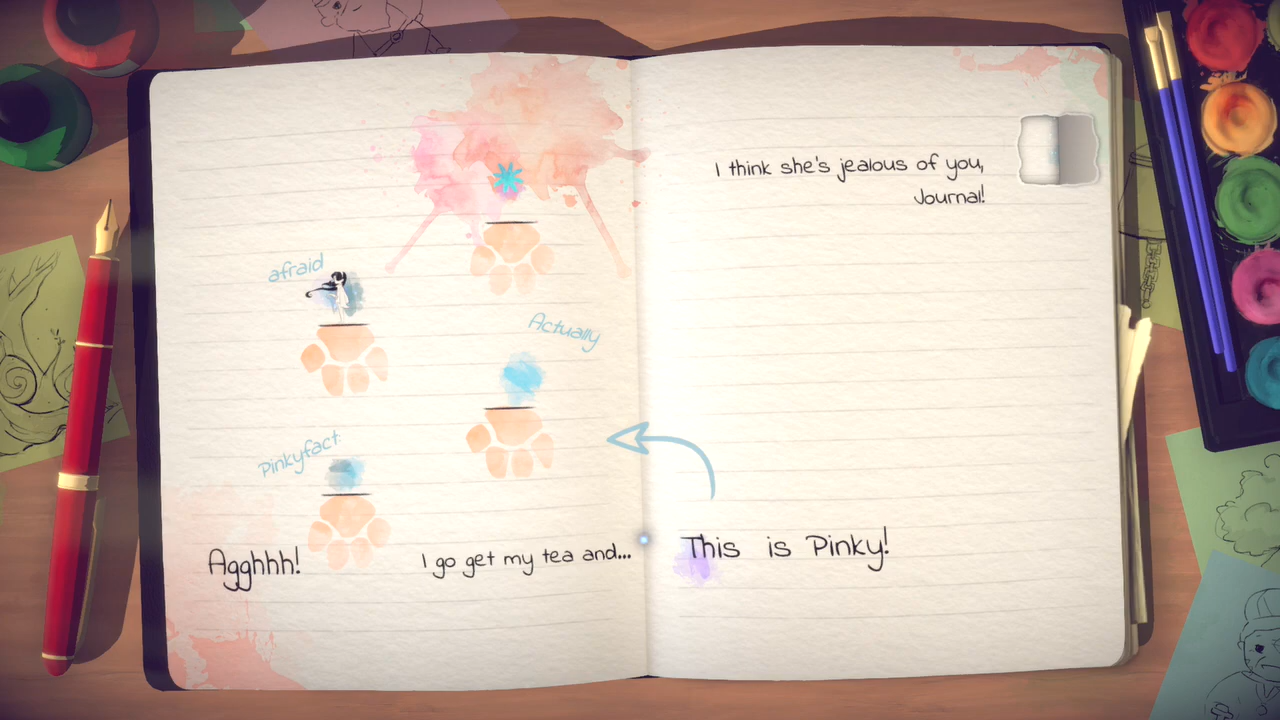 afraid
Actually
Pinkyfact:
Agghhh!
I go get my tea and...
I think she's jealous of you,
Journal!
This is Pinky!